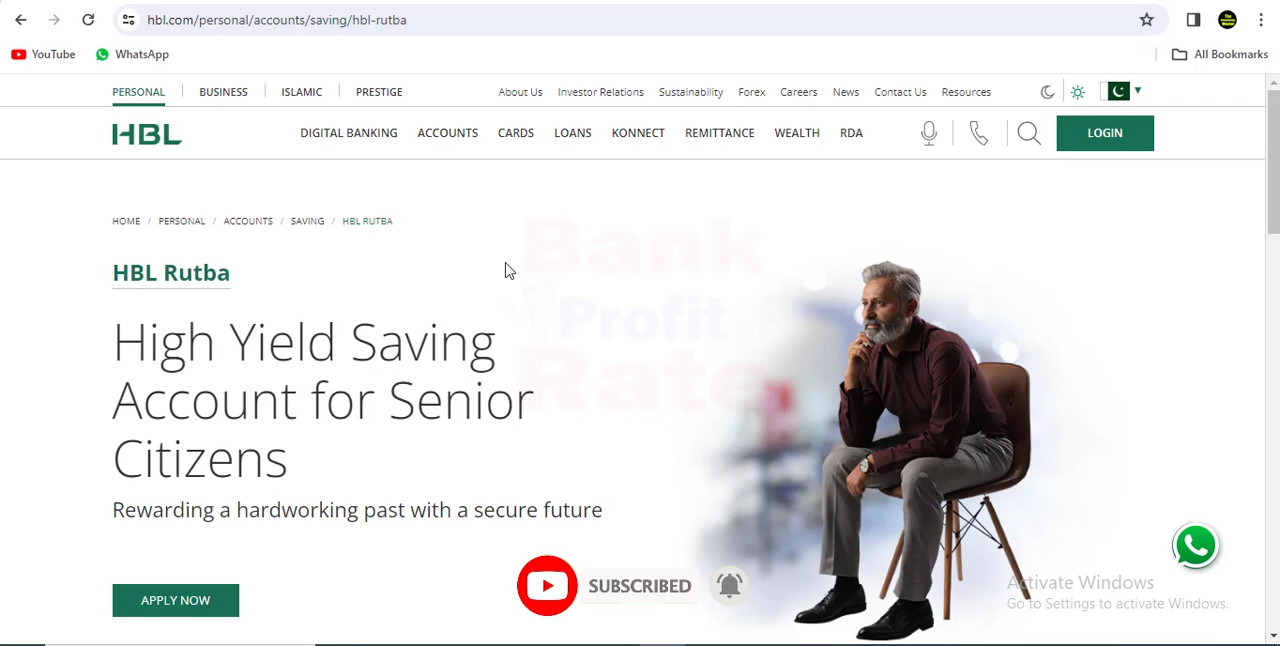 hbl.com/personal/accounts/saving/hbl-rutba
YouTube
WhatsApp
All Bookmarks
PERSONAL
BUSINESS
ISLAMIC
PRESTIGE
About Us
Investor Relations
Sustainability
Forex
Careers
News
Contact Us
Resources
HBL
DIGITAL BANKING
ACCOUNTS
CARDS
LOANS
KONNECT
REMITTANCE
WEALTH
RDA
LOGIN
HOME / PERSONAL / ACCOUNTS / SAVING / HBL RUTBA
Bank
Profit
Rate
HBL Rutba
High Yield Saving
Account for Senior
Citizens
Rewarding a hardworking past with a secure future
APPLY NOW
SUBSCRIBED
Activate Windows
Go to Settings to activate Windows.